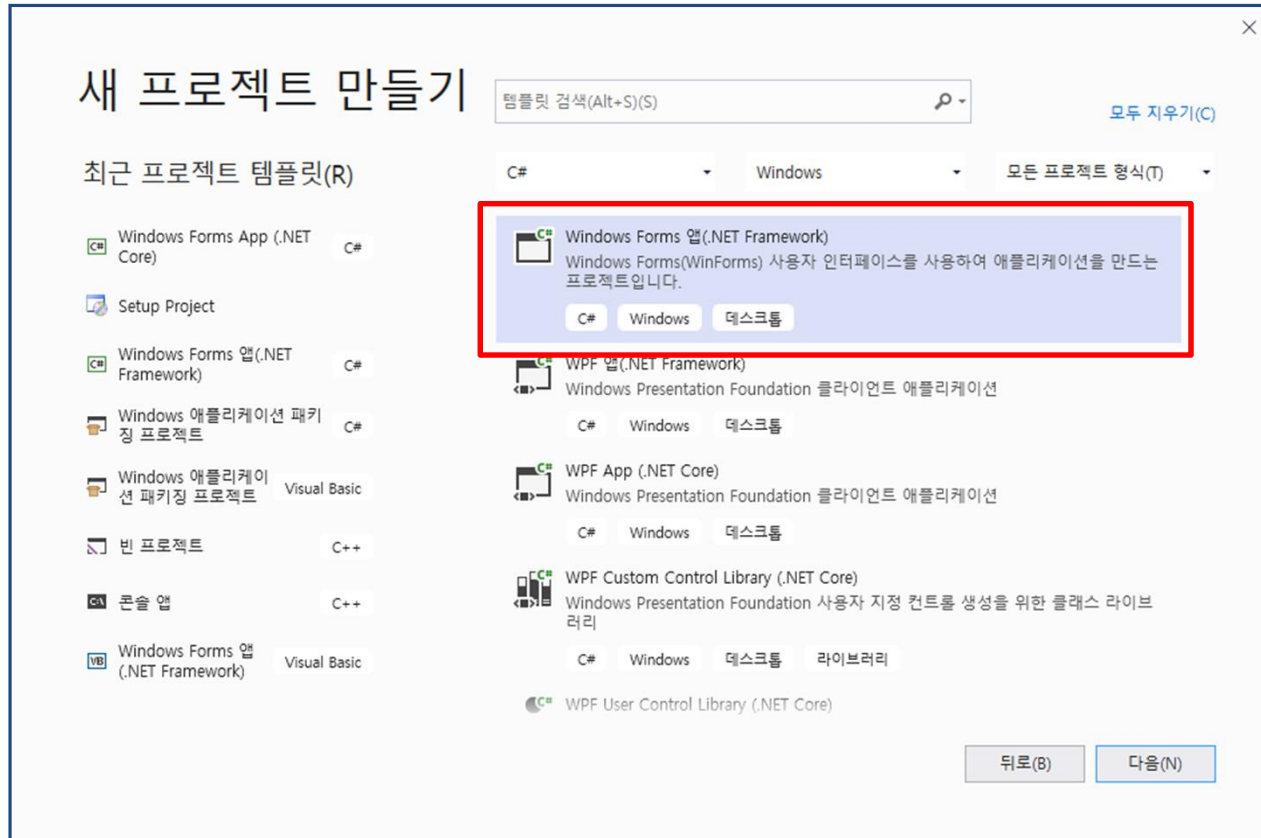 새 프로젝트 만들기
템플릿 검색(Alt+S)(S)
모두 지우기(C)
최근 프로젝트 템플릿(R)
C#
Windows
모든 프로젝트 형식(T)
Windows Forms App (.NET
Core)
C#
Setup Project
Windows Forms 앱(.NET
Framework)
C#
Windows 애플리케이션 패키
징 프로젝트
C#
Windows 애플리케이
션 패키징 프로젝트
Visual Basic
빈 프로젝트
C++
콘솔 앱
C++
Windows Forms 앱
(.NET Framework)
Visual Basic
Windows Forms 앱(.NET Framework)
Windows Forms(WinForms) 사용자 인터페이스를 사용하여 애플리케이션을 만드는
프로젝트입니다.
C# Windows 데스크톱
WPF 앱(.NET Framework)
Windows Presentation Foundation 클라이언트 애플리케이션
C# Windows 데스크톱
WPF App (.NET Core)
Windows Presentation Foundation 클라이언트 애플리케이션
C# Windows 데스크톱
WPF Custom Control Library (.NET Core)
Windows Presentation Foundation 사용자 지정 컨트롤 생성을 위한 클래스 라이브
러리
C# Windows 데스크톱 라이브러리
WPF User Control Library (.NET Core)
뒤로(B)
다음(N)